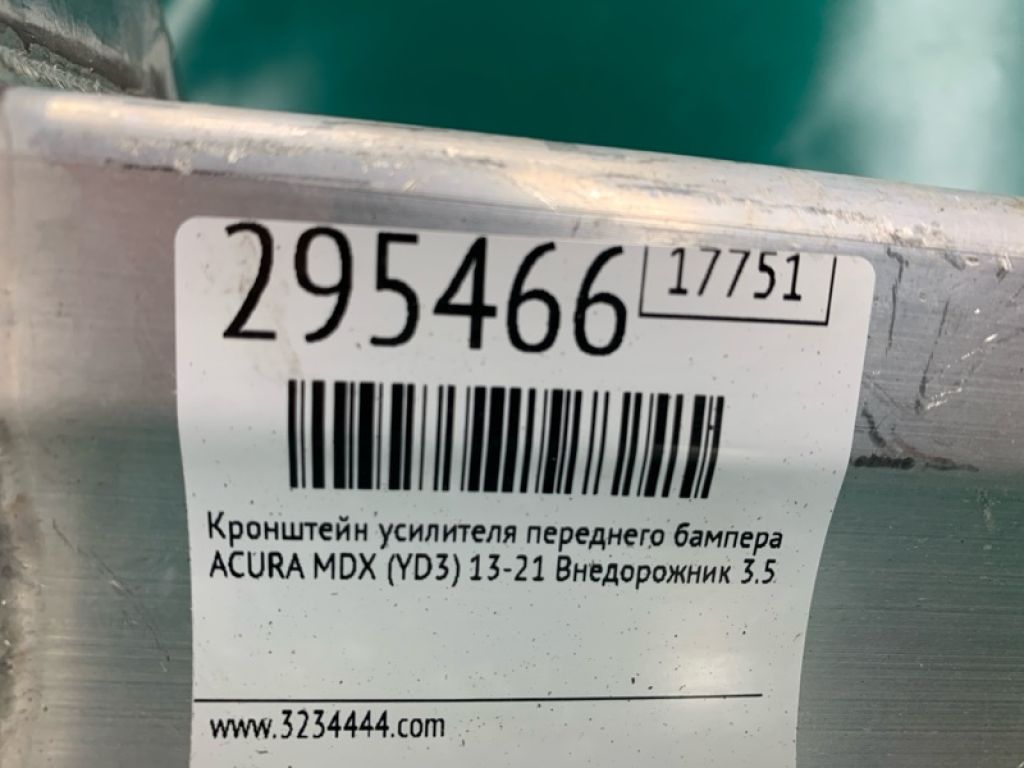 295466
17751
Кронштейн усилителя переднего бампера
ACURA MDX (YD3) 13-21 Внедорожник 3.5
www.3234444.com